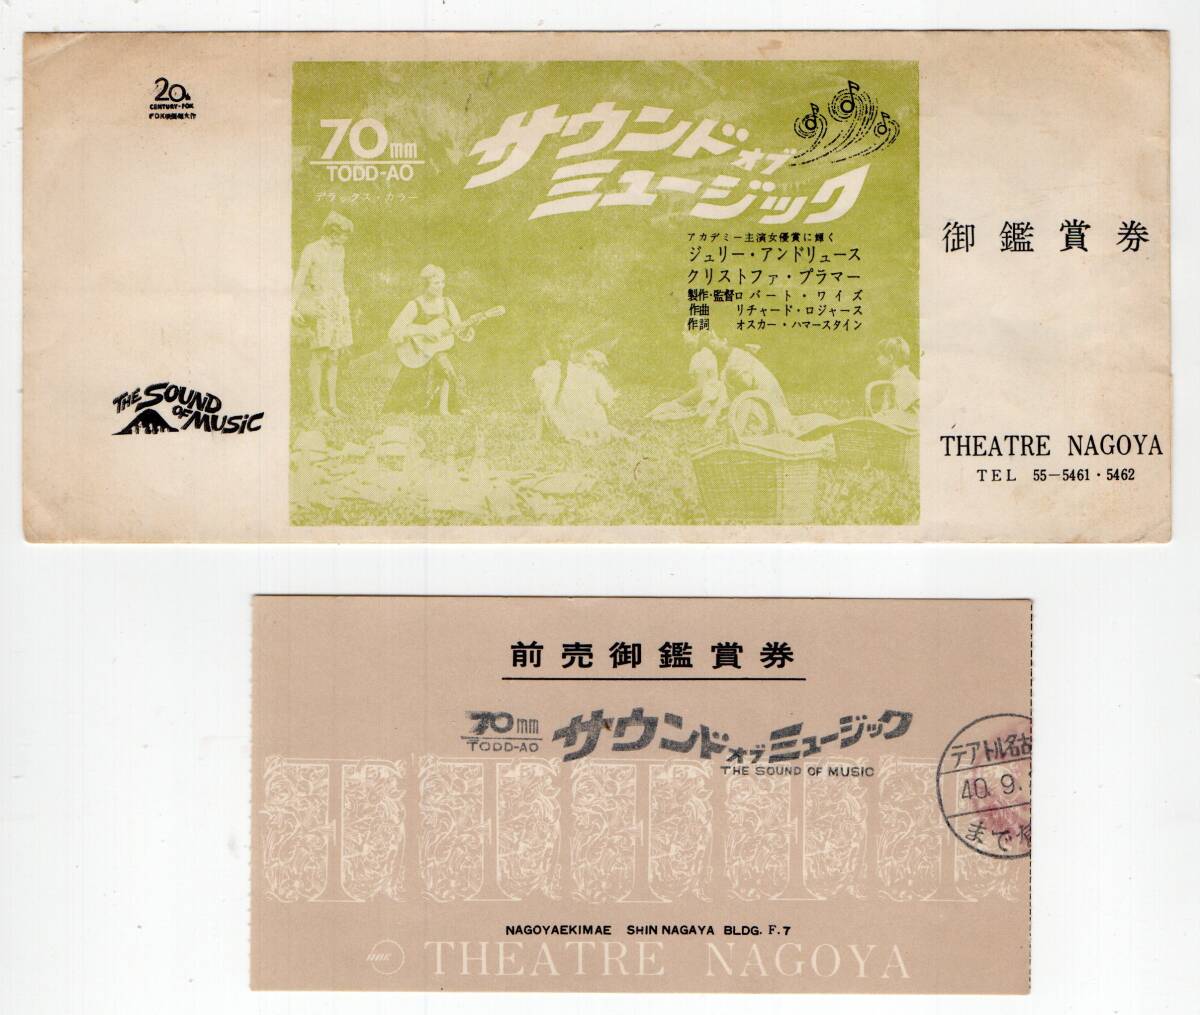 20th
CENTURY-FOX
FOX映画超大作
70mm
TODD-AO
デラックス・カラー
サウンド オブ
ミュージック
アカデミー主演女優賞に輝く
ジュリー・アンドリュース
クリストファ・プラマー
製作・監督 ロバート・ワイズ
作曲 リチャード・ロジャース
作詞 オスカー・ハマースタイン
THE SOUND
OF MUSIC
御鑑賞券
THEATRE NAGOYA
TEL 55-5461・5462
前売御鑑賞券
70mm
TODD-AO
サウンド オブ ミュージック
THE SOUND OF MUSIC
テアトル名古
40.9.
まで有
NAGOYAEKIMAE SHIN NAGAYA BLDG. F.7
THEATRE NAGOYA